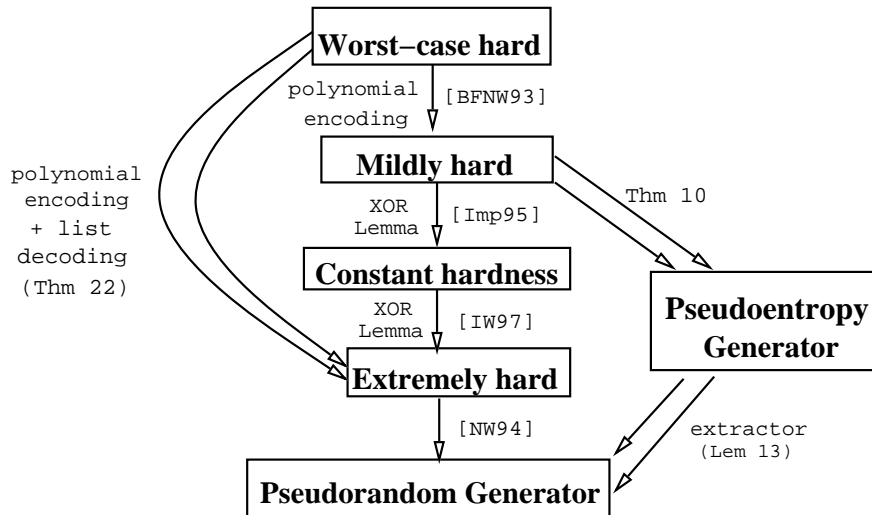 Worst−case hard
polynomial
encoding
[BFNW93]
Mildly hard
polynomial
encoding
+ list
decoding
(Thm 22)
XOR
Lemma
[Imp95]
Thm 10
Constant hardness
XOR
Lemma
[IW97]
Pseudoentropy
Generator
Extremely hard
[NW94]
extractor
(Lem 13)
Pseudorandom Generator